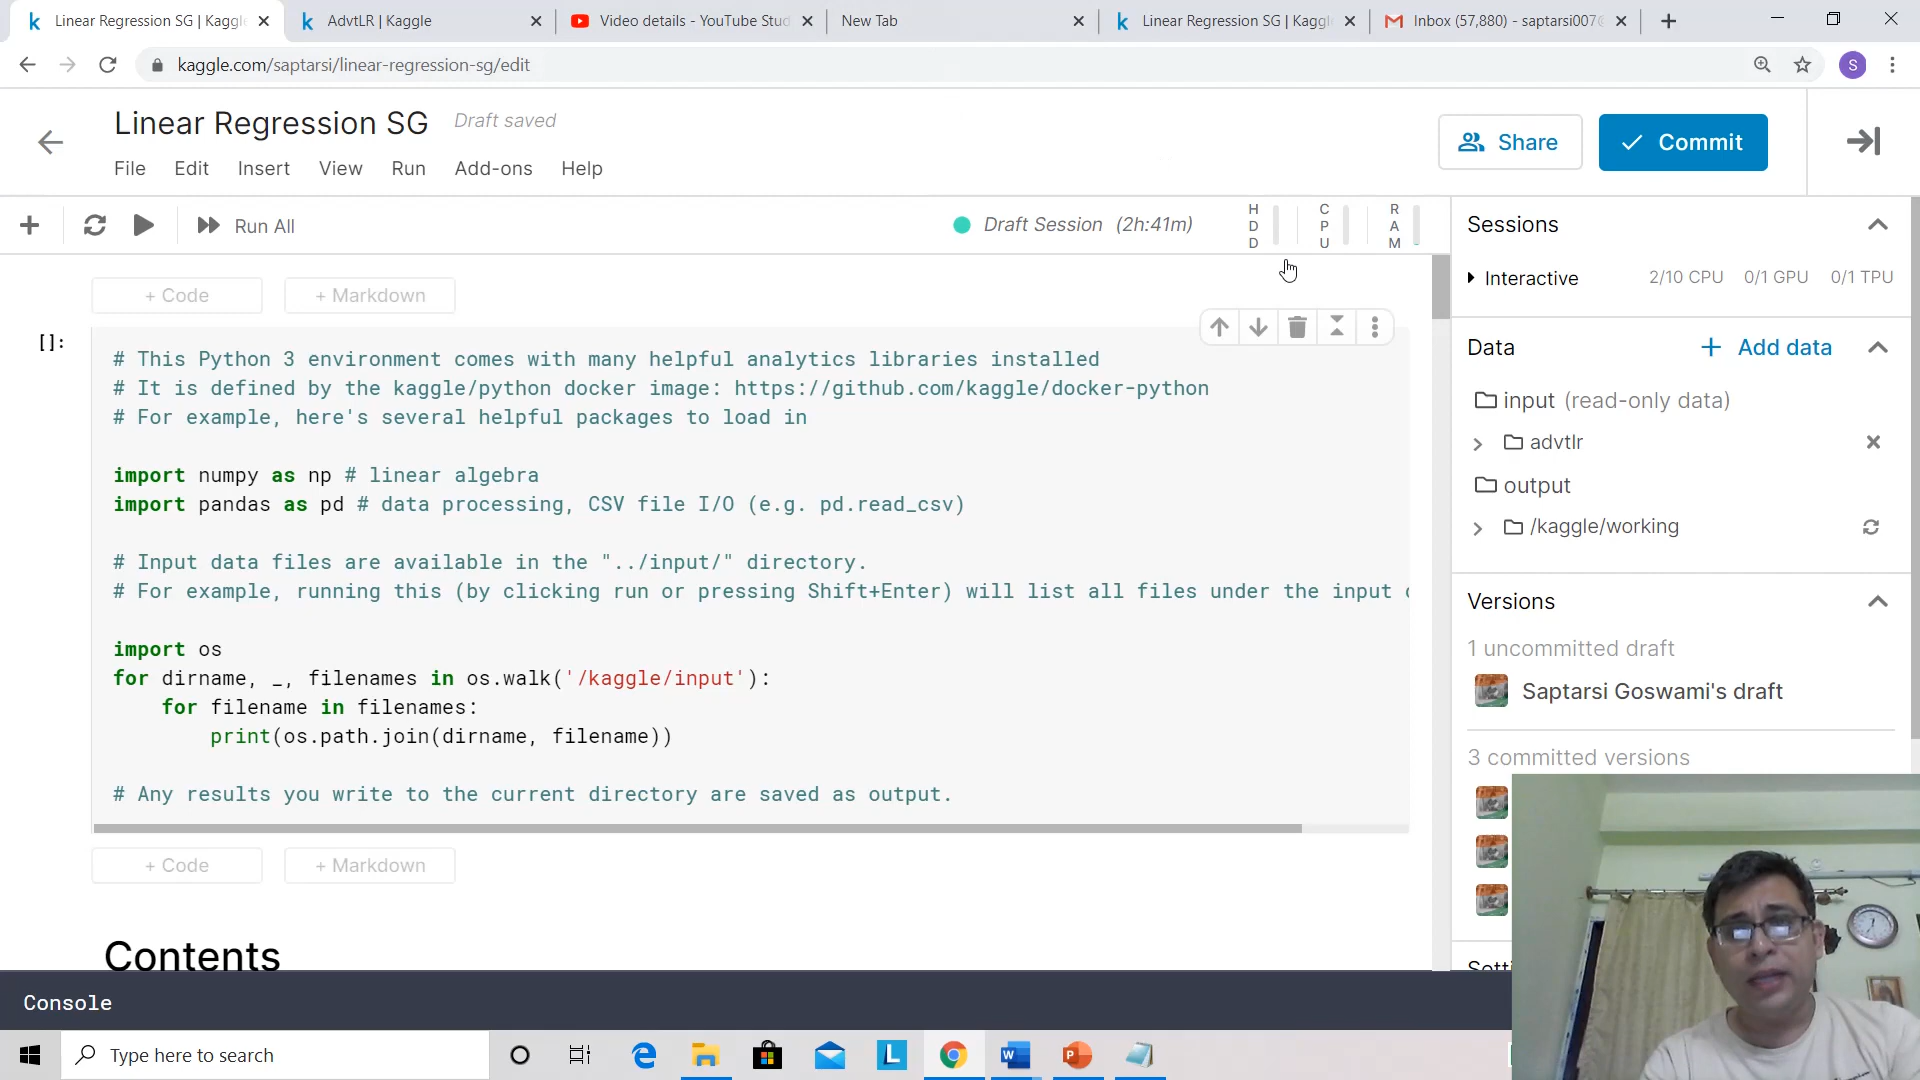 Linear Regression SG | Kaggle
AdvtLR | Kaggle
Video details - YouTube Stud
New Tab
Linear Regression SG | Kaggle
Inbox (57,880) - saptarsi007@
kaggle.com/saptarsi/linear-regression-sg/edit
S
Linear Regression SG
Draft saved
File Edit Insert View Run Add-ons Help
Share
Commit
Run All
Draft Session (2h:41m)
HDD
CPU
RAM
+ Code
+ Markdown
[]:
# This Python 3 environment comes with many helpful analytics libraries installed
# It is defined by the kaggle/python docker image: https://github.com/kaggle/docker-python
# For example, here's several helpful packages to load in
import numpy as np # linear algebra
import pandas as pd # data processing, CSV file I/O (e.g. pd.read_csv)
# Input data files are available in the "../input/" directory.
# For example, running this (by clicking run or pressing Shift+Enter) will list all files under the input
import os
for dirname, _, filenames in os.walk('/kaggle/input'):
    for filename in filenames:
        print(os.path.join(dirname, filename))
# Any results you write to the current directory are saved as output.
+ Code
+ Markdown
Contents
Console
Sessions
Interactive 2/10 CPU 0/1 GPU 0/1 TPU
Data
+ Add data
input (read-only data)
advtlr
output
/kaggle/working
Versions
1 uncommitted draft
Saptarsi Goswami's draft
3 committed versions
Type here to search